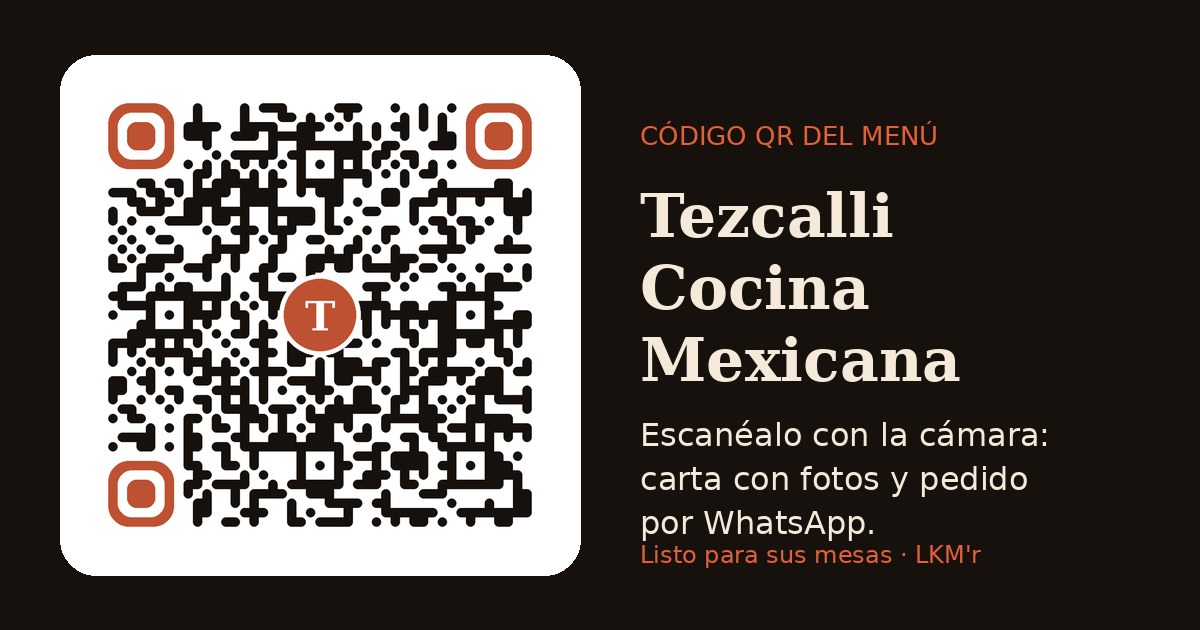 T
CÓDIGO QR DEL MENÚ
Tezcalli
Cocina
Mexicana
Escanéalo con la cámara:
carta con fotos y pedido
por WhatsApp.
Listo para sus mesas · LKM'r